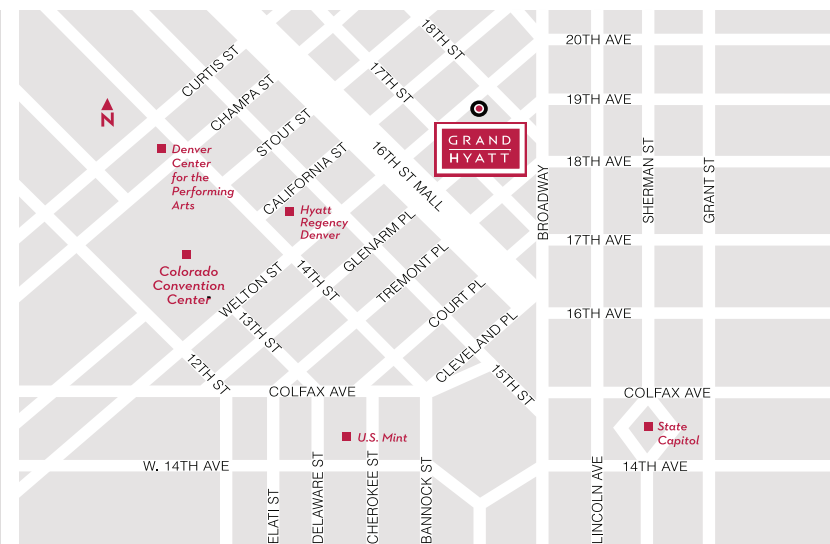 18TH ST
20TH AVE
CURTIS ST
17TH ST
19TH AVE
CHAMPA ST
N
STOUT ST
GRAND
HYATT
Denver
Center
for the
Performing
Arts
CALIFORNIA ST
16TH ST MALL
18TH AVE
BROADWAY
SHERMAN ST
GRANT ST
Hyatt
Regency
Denver
GLENARM PL
17TH AVE
Colorado
Convention
Center
WELTON ST
14TH ST
TREMONT PL
COURT PL
16TH AVE
13TH ST
CLEVELAND PL
12TH ST
15TH ST
COLFAX AVE
COLFAX AVE
U.S. Mint
State
Capitol
W. 14TH AVE
14TH AVE
ELATI ST
DELAWARE ST
CHEROKEE ST
BANNOCK ST
LINCOLN AVE